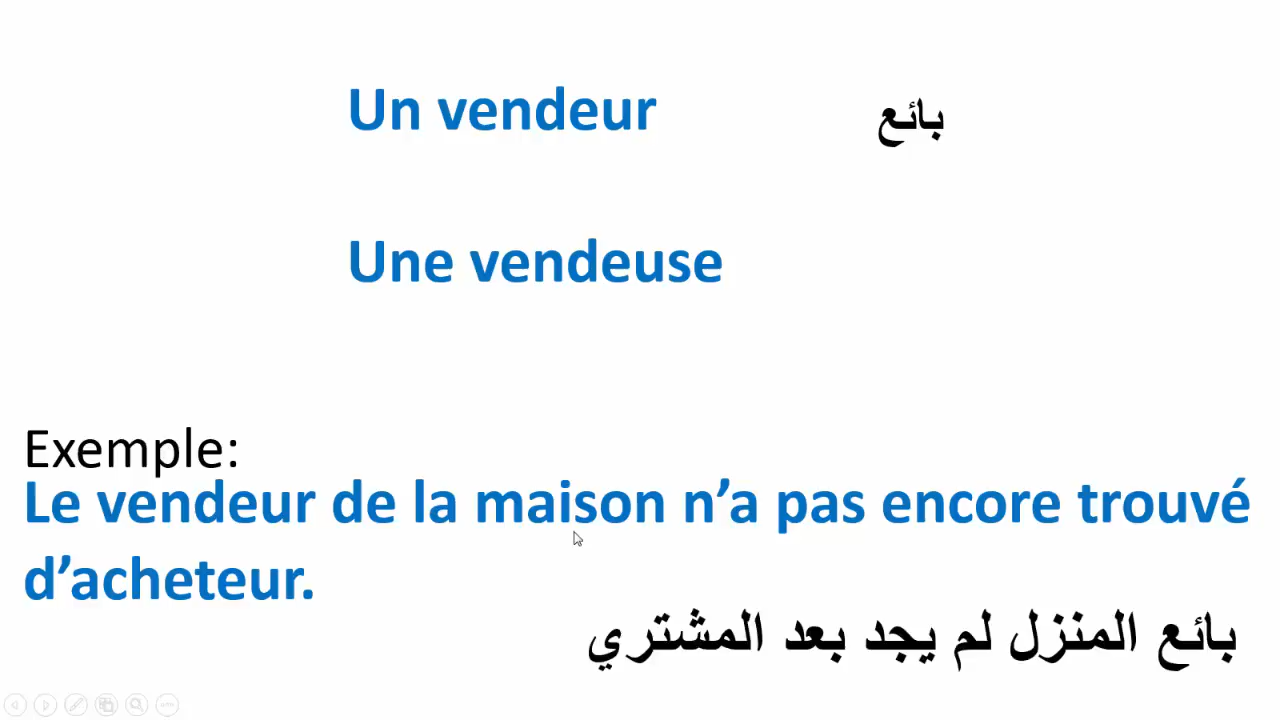 Un vendeur
بائع
Une vendeuse
Exemple:
Le vendeur de la maison n’a pas encore trouvé
d’acheteur.
بائع المنزل لم يجد بعد المشتري